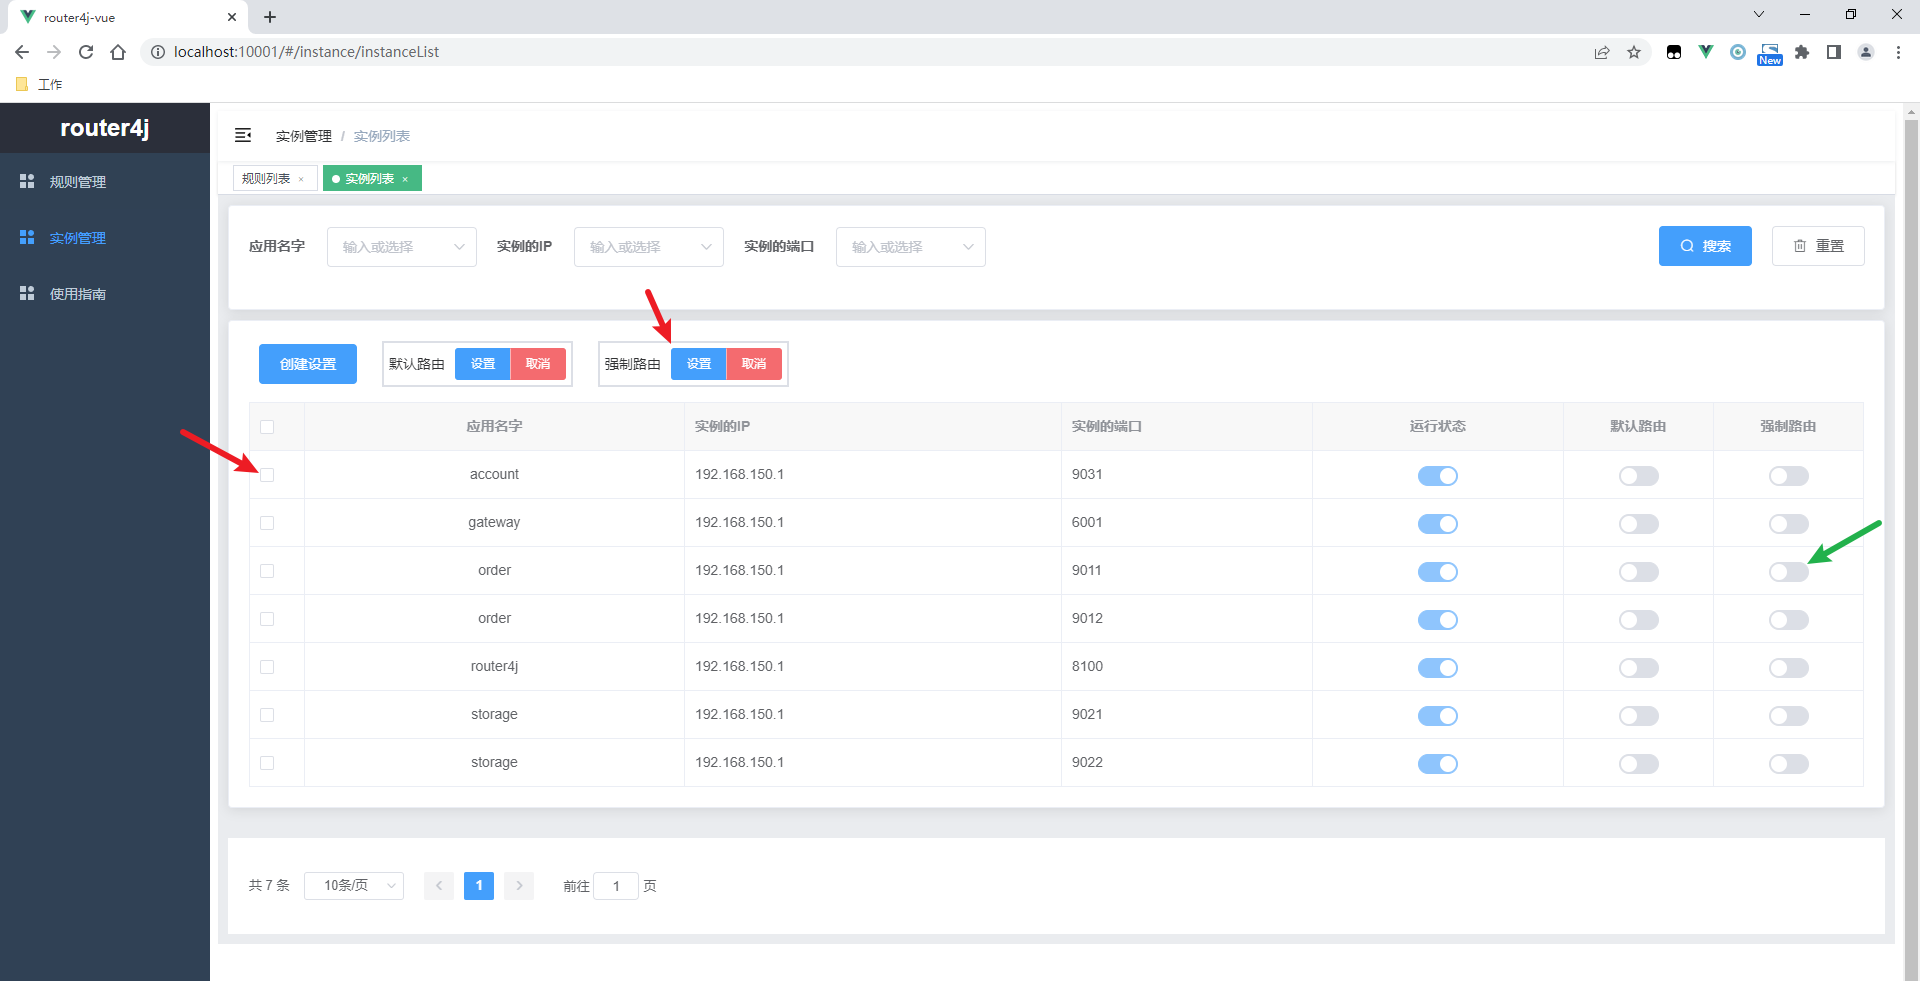 router4j-vue
localhost:10001/#/instance/instanceList
New
工作
router4j
规则管理
实例管理
使用指南
实例管理 / 实例列表
规则列表 ×
实例列表 ×
应用名字 输入或选择 实例的IP 输入或选择 实例的端口 输入或选择 搜索 重置
创建设置 默认路由 设置 取消 强制路由 设置 取消
应用名字 实例的IP 实例的端口 运行状态 默认路由 强制路由
account 192.168.150.1 9031
gateway 192.168.150.1 6001
order 192.168.150.1 9011
order 192.168.150.1 9012
router4j 192.168.150.1 8100
storage 192.168.150.1 9021
storage 192.168.150.1 9022
共 7 条 10条/页 1 前往 1 页